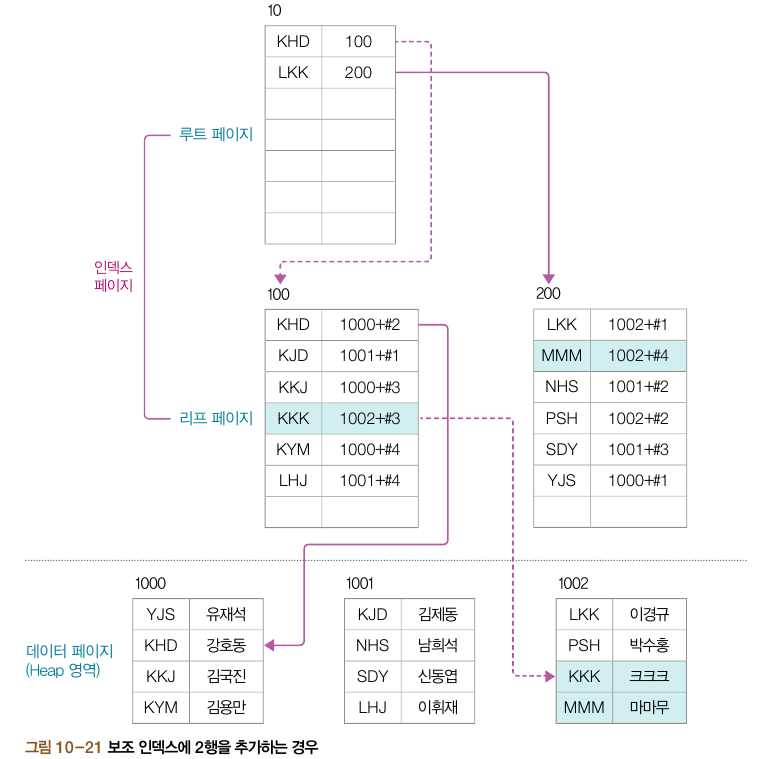 10
KHD 100
LKK 200
루트 페이지
인덱스
페이지
리프 페이지
100
KHD 1000+#2
KJD 1001+#1
KKJ 1000+#3
KKK 1002+#3
KYM 1000+#4
LHJ 1001+#4
200
LKK 1002+#1
MMM 1002+#4
NHS 1001+#2
PSH 1002+#2
SDY 1001+#3
YJS 1000+#1
데이터 페이지
(Heap 영역)
1000
YJS 유재석
KHD 강호동
KKJ 김국진
KYM 김용만
1001
KJD 김제동
NHS 남희석
SDY 신동엽
LHJ 이휘재
1002
LKK 이경규
PSH 박수홍
KKK 크크크
MMM 마마무
그림 10-21 보조 인덱스에 2행을 추가하는 경우